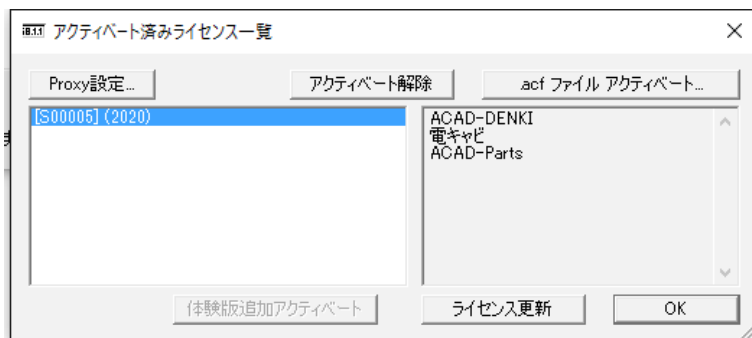 アクティベート済みライセンス一覧
Proxy設定...
アクティベート解除
.acf ファイル アクティベート...
[S00005] (2020)
ACAD-DENKI
電キャビ
ACAD-Parts
体験版追加アクティベート
ライセンス更新
OK